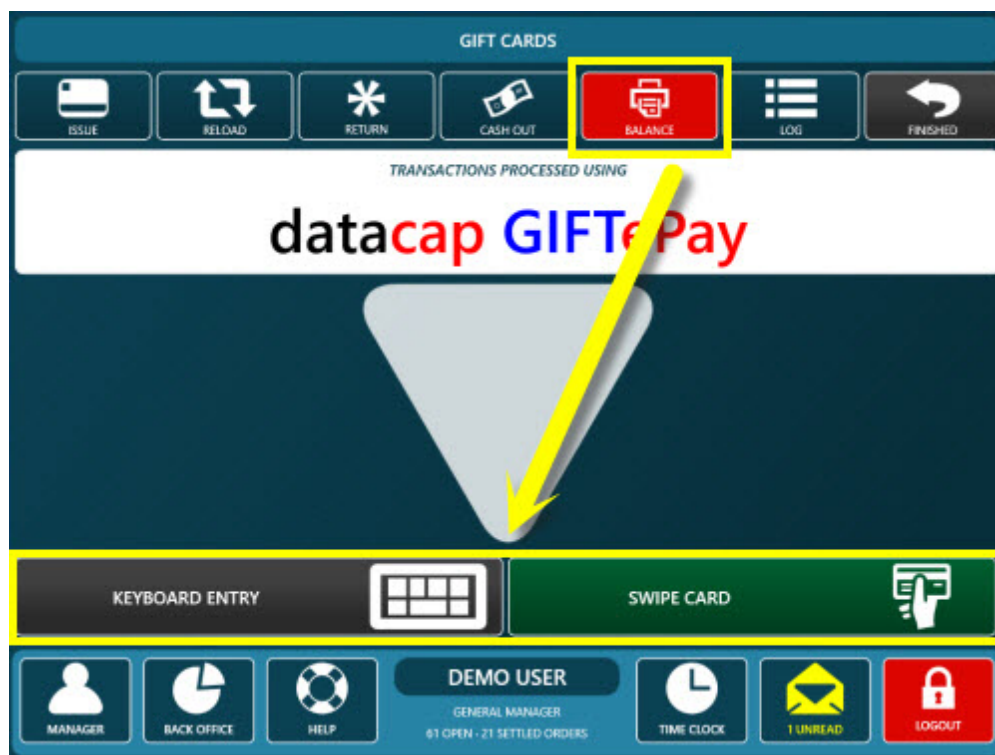 GIFT CARDS
ISSUE
RELOAD
RETURN
CASH OUT
BALANCE
LOG
FINISHED
TRANSACTIONS PROCESSED USING
datacap GIFTePay
KEYBOARD ENTRY
SWIPE CARD
MANAGER
BACK OFFICE
HELP
DEMO USER
GENERAL MANAGER
61 OPEN - 21 SETTLED ORDERS
TIME CLOCK
1 UNREAD
LOGOUT